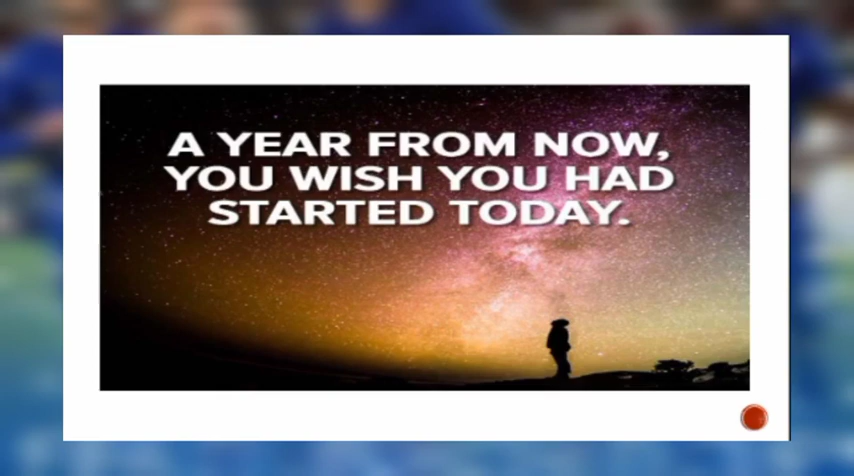 A YEAR FROM NOW,
YOU WISH YOU HAD
STARTED TODAY.